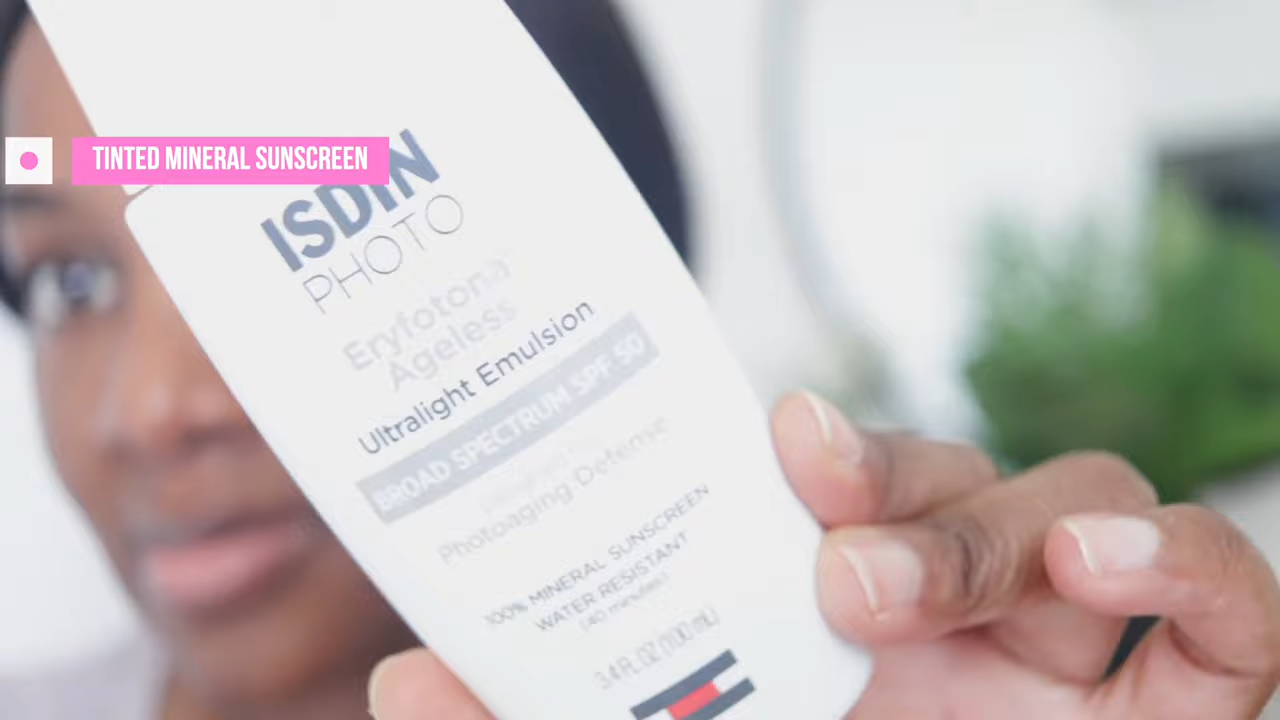 TINTED MINERAL SUNSCREEN
ISDIN
PHOTO
Eryfotona
Ageless
Ultralight Emulsion
BROAD SPECTRUM SPF 50
Photoaging Defense
100% MINERAL SUNSCREEN
WATER RESISTANT
(40 minutes)
3.4 FL OZ (100 mL)